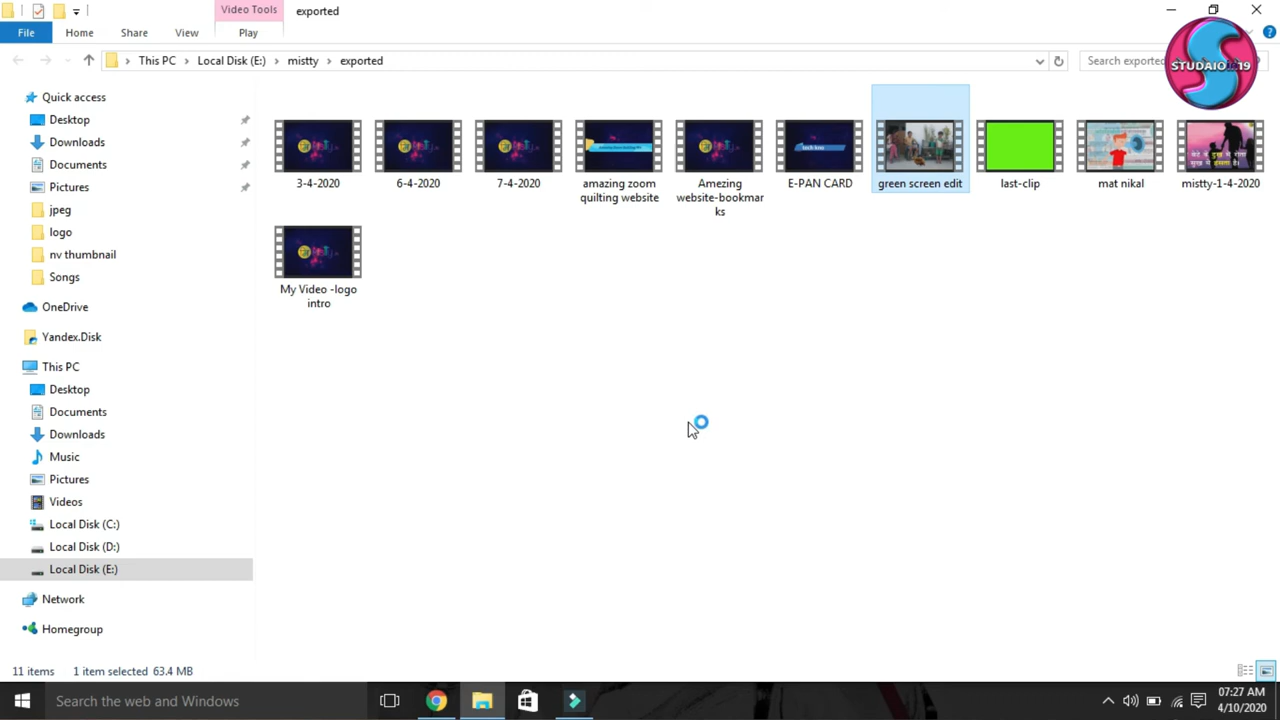 Video Tools
exported
File
Home
Share
View
Play
This PC
Local Disk (E:)
mistty
exported
Search exported
STUDAIO
19
Quick access
Desktop
Downloads
Documents
Pictures
jpeg
logo
nv thumbnail
Songs
OneDrive
Yandex.Disk
This PC
Desktop
Documents
Downloads
Music
Pictures
Videos
Local Disk (C:)
Local Disk (D:)
Local Disk (E:)
Network
Homegroup
3-4-2020
6-4-2020
7-4-2020
amazing zoom
quilting website
Amezing
website-bookmar
ks
E-PAN CARD
green screen edit
last-clip
mat nikal
mistty-1-4-2020
My Video -logo
intro
11 items
1 item selected 63.4 MB
Search the web and Windows
07:27 AM
4/10/2020